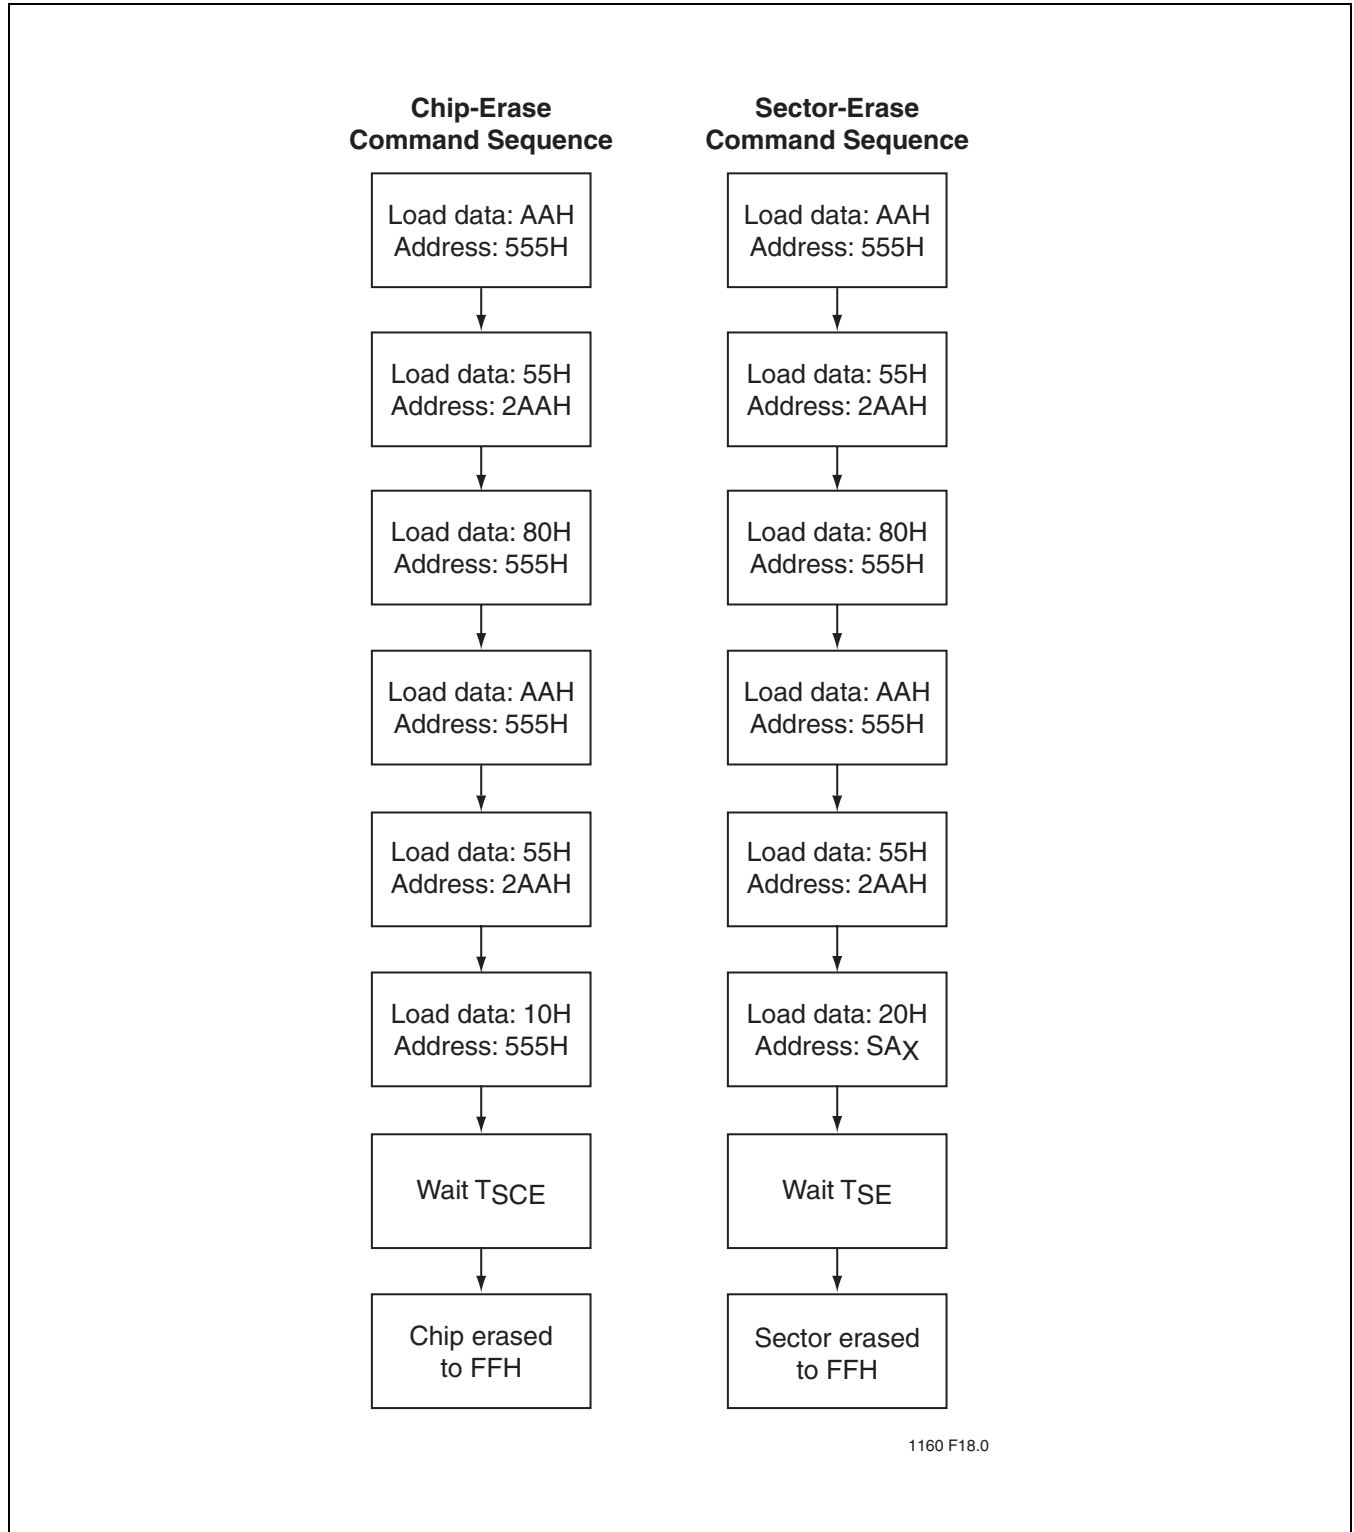 Chip-Erase
Command Sequence
Load data: AAH
Address: 555H
Load data: 55H
Address: 2AAH
Load data: 80H
Address: 555H
Load data: AAH
Address: 555H
Load data: 55H
Address: 2AAH
Load data: 10H
Address: 555H
Wait TSCE
Chip erased
to FFH
Sector-Erase
Command Sequence
Load data: AAH
Address: 555H
Load data: 55H
Address: 2AAH
Load data: 80H
Address: 555H
Load data: AAH
Address: 555H
Load data: 55H
Address: 2AAH
Load data: 20H
Address: SAX
Wait TSE
Sector erased
to FFH
1160 F18.0